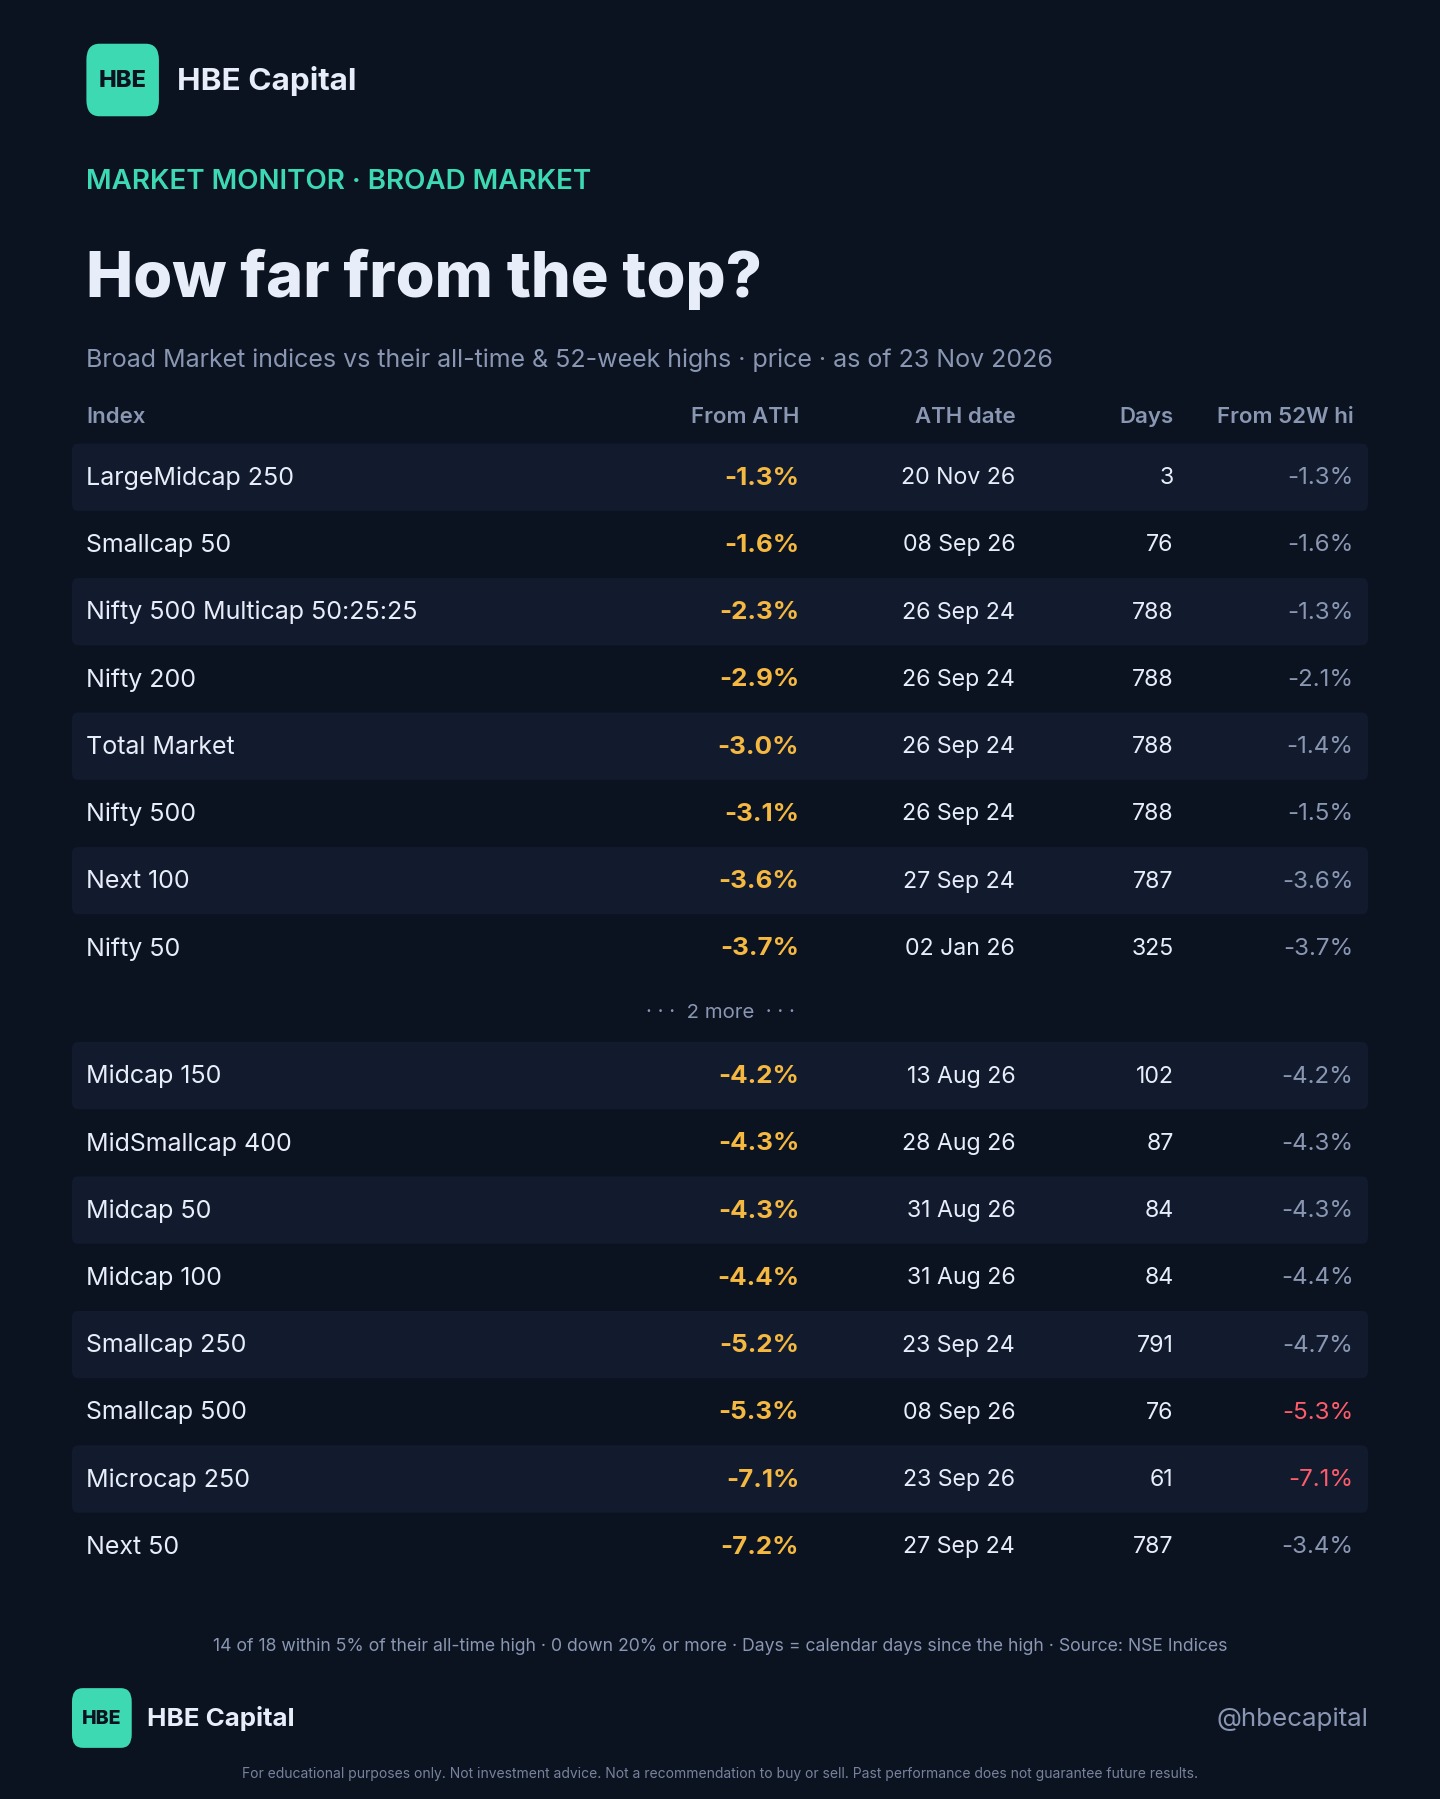 HBE HBE Capital
MARKET MONITOR · BROAD MARKET
How far from the top?
Broad Market indices vs their all-time & 52-week highs · price · as of 23 Nov 2026
Index From ATH ATH date Days From 52W hi
LargeMidcap 250 -1.3% 20 Nov 26 3 -1.3%
Smallcap 50 -1.6% 08 Sep 26 76 -1.6%
Nifty 500 Multicap 50:25:25 -2.3% 26 Sep 24 788 -1.3%
Nifty 200 -2.9% 26 Sep 24 788 -2.1%
Total Market -3.0% 26 Sep 24 788 -1.4%
Nifty 500 -3.1% 26 Sep 24 788 -1.5%
Next 100 -3.6% 27 Sep 24 787 -3.6%
Nifty 50 -3.7% 02 Jan 26 325 -3.7%
··· 2 more ···
Midcap 150 -4.2% 13 Aug 26 102 -4.2%
MidSmallcap 400 -4.3% 28 Aug 26 87 -4.3%
Midcap 50 -4.3% 31 Aug 26 84 -4.3%
Midcap 100 -4.4% 31 Aug 26 84 -4.4%
Smallcap 250 -5.2% 23 Sep 24 791 -4.7%
Smallcap 500 -5.3% 08 Sep 26 76 -5.3%
Microcap 250 -7.1% 23 Sep 26 61 -7.1%
Next 50 -7.2% 27 Sep 24 787 -3.4%
14 of 18 within 5% of their all-time high · 0 down 20% or more · Days = calendar days since the high · Source: NSE Indices
HBE HBE Capital @hbecapital
For educational purposes only. Not investment advice. Not a recommendation to buy or sell. Past performance does not guarantee future results.